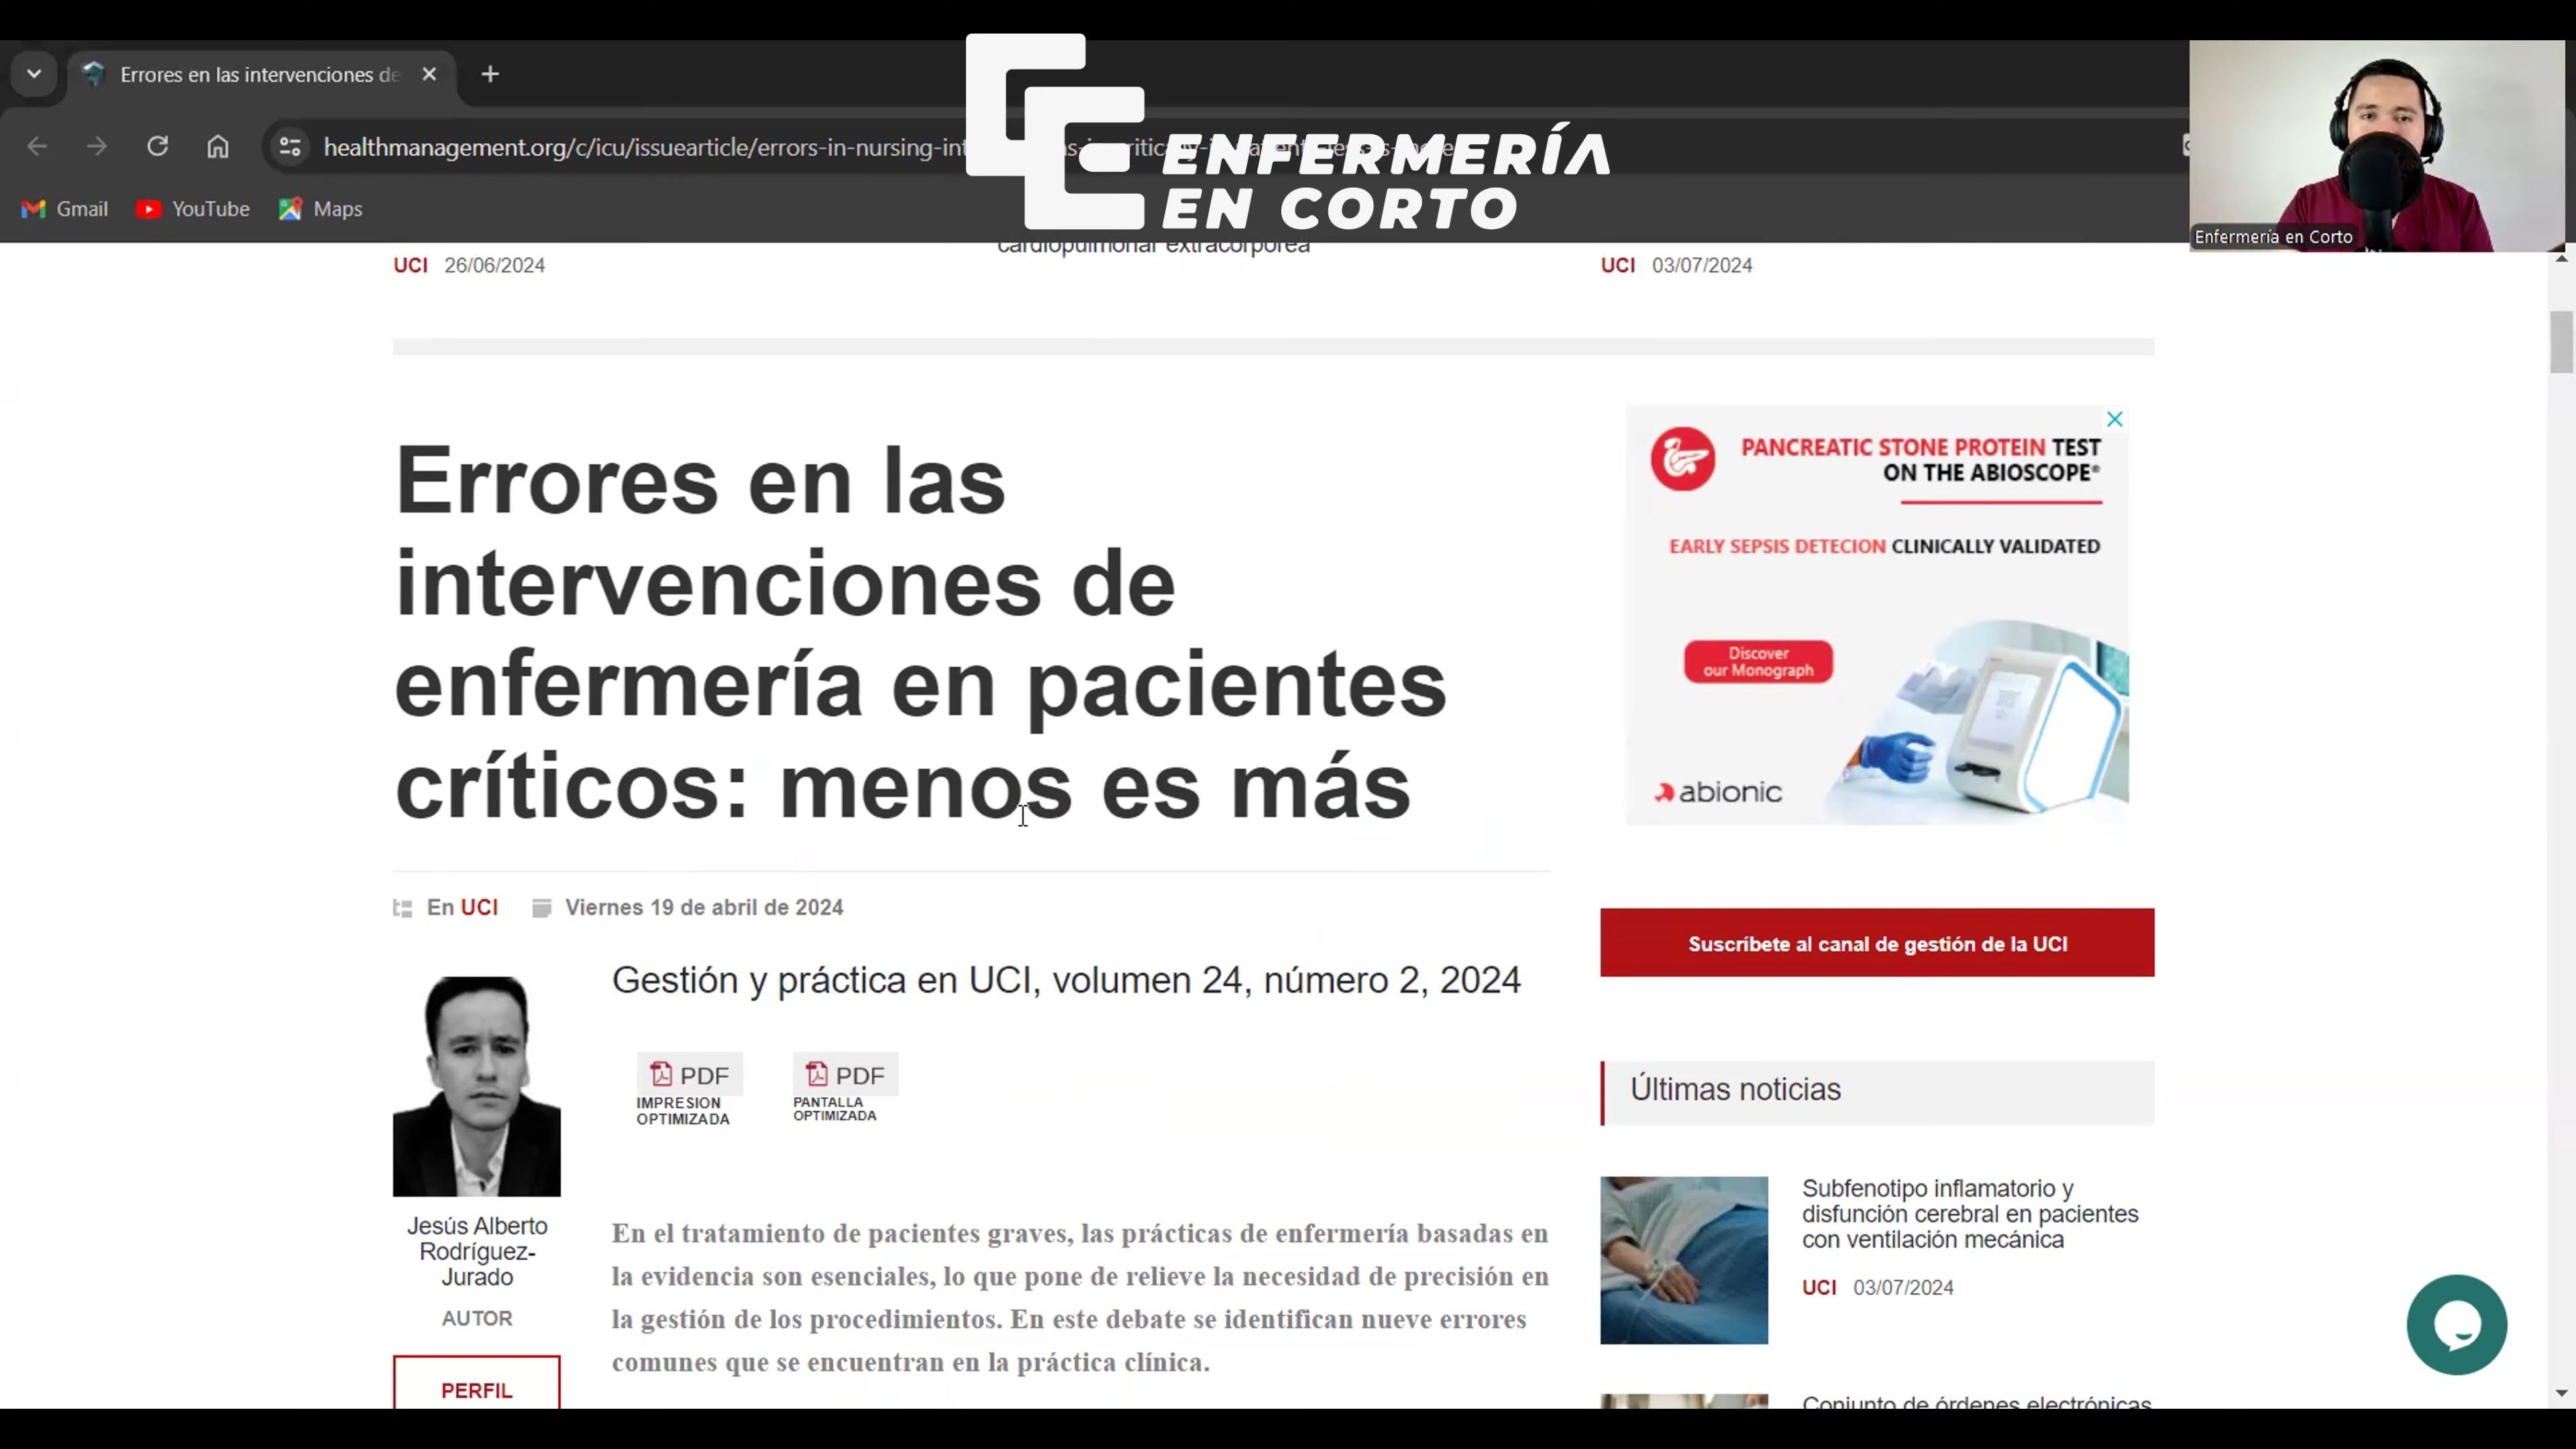 Errores en las intervenciones de
ENFERMERÍA
EN CORTO
healthmanagement.org/c/icu/issuearticle/errors-in-nursing-int
Gmail
YouTube
Maps
Enfermería en Corto
cardiopulmonar extracorpórea
UCI 26/06/2024
UCI 03/07/2024
Errores en las
intervenciones de
enfermería en pacientes
críticos: menos es más
En UCI
Viernes 19 de abril de 2024
Gestión y práctica en UCI, volumen 24, número 2, 2024
PDF
IMPRESION
OPTIMIZADA
PDF
PANTALLA
OPTIMIZADA
Jesús Alberto
Rodríguez-
Jurado
AUTOR
PERFIL
En el tratamiento de pacientes graves, las prácticas de enfermería basadas en
la evidencia son esenciales, lo que pone de relieve la necesidad de precisión en
la gestión de los procedimientos. En este debate se identifican nueve errores
comunes que se encuentran en la práctica clínica.
PANCREATIC STONE PROTEIN TEST
ON THE ABIOSCOPE®
EARLY SEPSIS DETECION CLINICALLY VALIDATED
Discover
our Monograph
abionic
Suscríbete al canal de gestión de la UCI
Últimas noticias
Subfenotipo inflamatorio y
disfunción cerebral en pacientes
con ventilación mecánica
UCI 03/07/2024
Conjunto de órdenes electrónicas